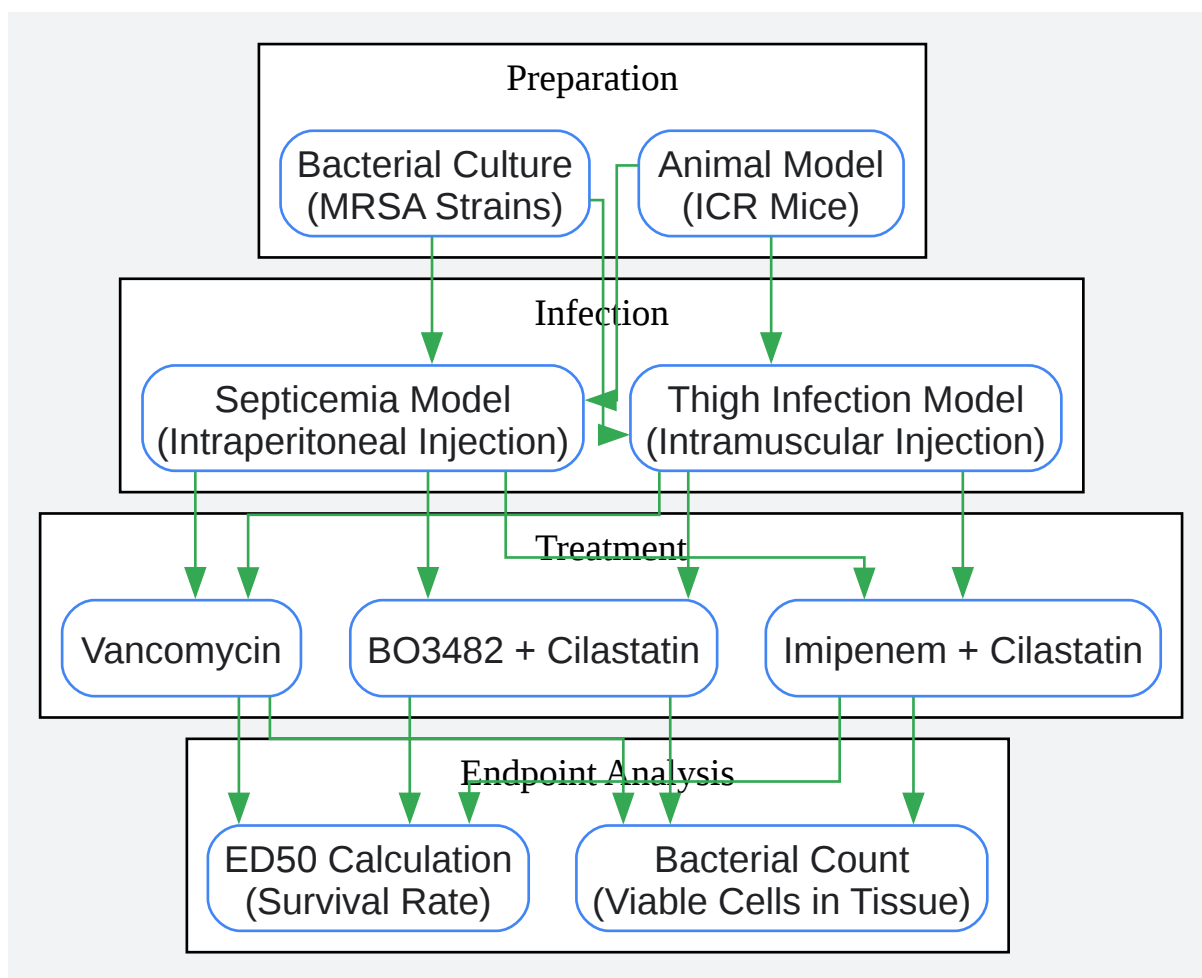 Preparation
Bacterial Culture
(MRSA Strains)
Animal Model
(ICR Mice)
Infection
Septicemia Model
(Intraperitoneal Injection)
Thigh Infection Model
(Intramuscular Injection)
Treatment
Vancomycin
BO3482 + Cilastatin
Imipenem + Cilastatin
Endpoint Analysis
ED50 Calculation
(Survival Rate)
Bacterial Count
(Viable Cells in Tissue)